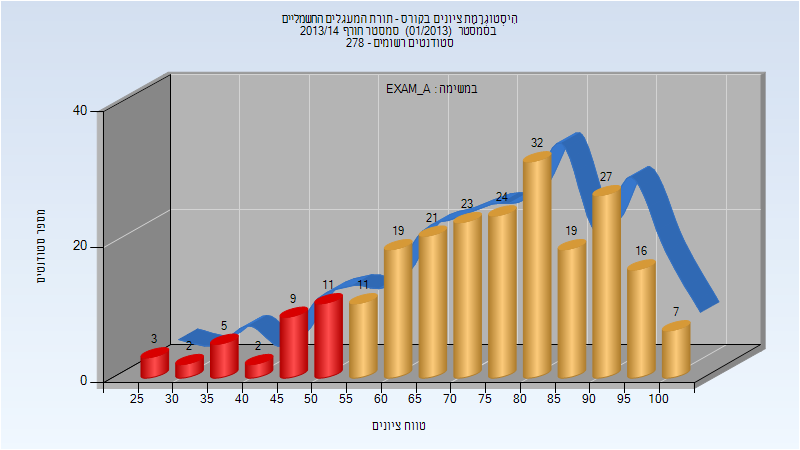 היסטוגרמת ציונים בקורס - תורת המעגלים החשמליים
בסמסטר (01/2013) סמסטר חורף 2013/14
סטודנטים רשומים - 278
במשימה : EXAM_A
מספר סטודנטים
40
20
0
3
2
5
2
9
11
11
19
21
23
24
32
19
27
16
7
25 30 35 40 45 50 55 60 65 70 75 80 85 90 95 100
טווח ציונים